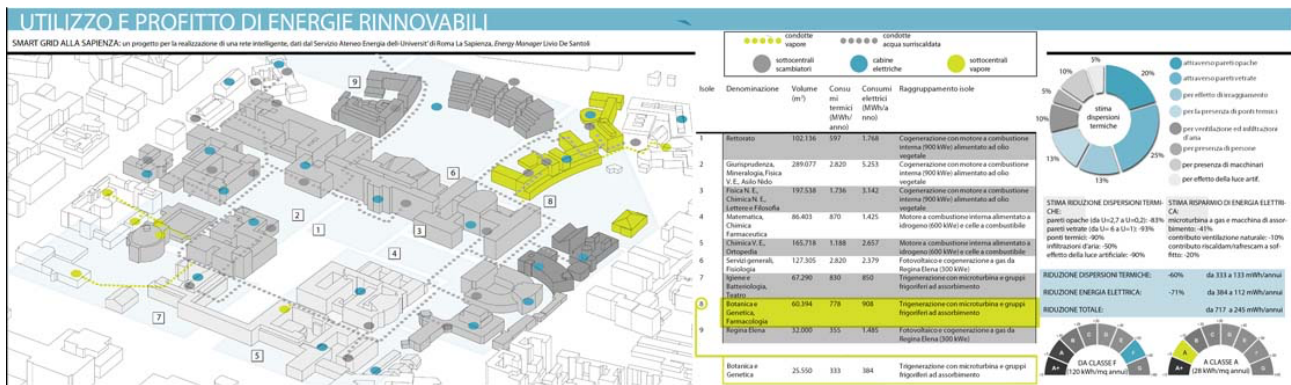 UTILIZZO E PROFITTO DI ENERGIE RINNOVABILI
SMART GRID ALLA SAPIENZA: un progetto per la realizzazione di una rete intelligente, dati dal Servizio Ateneo Energia dell-Universit' di Roma La Sapienza, Energy Manager Livio De Santoli
condotte vapore
condotte acqua surriscaldata
sottocentrali scambiatori
cabine elettriche
sottocentrali vapore
9
6
8
2
1
3
4
7
5
Isole Denominazione Volume (m³) Consumi termici (MWh/anno) Consumi elettrici (MWh/anno) Raggruppamento isole
1 Rettorato 102.136 597 1.768 Cogenerazione con motore a combustione interna (900 kWe) alimentato ad olio vegetale
2 Giurisprudenza, Mineralogia, Fisica V. E., Asilo Nido 289.077 2.820 5.253 Cogenerazione con motore a combustione interna (900 kWe) alimentato ad olio vegetale
3 Fisica N. E., Chimica N. E., Lettere e Filosofia 197.538 1.736 3.142 Cogenerazione con motore a combustione interna (900 kWe) alimentato ad olio vegetale
4 Matematica, Chimica Farmaceutica 86.403 870 1.425 Motore a combustione interna alimentato a idrogeno (600 kWe) e celle a combustibile
5 Chimica V. E., Ortopedia 165.718 1.188 2.657 Motore a combustione interna alimentato a idrogeno (600 kWe) e celle a combustibile
6 Servizi generali, Fisiologia 127.305 2.820 2.379 Fotovoltaico e cogenerazione a gas da Regina Elena (300 kWe)
7 Igiene e Batteriologia, Teatro 67.290 830 850 Trigenerazione con microturbina e gruppi frigoriferi ad assorbimento
8 Botanica e Genetica, Farmacologia 60.394 778 908 Trigenerazione con microturbina e gruppi frigoriferi ad assorbimento
9 Regina Elena 32.000 355 1.485 Fotovoltaico e cogenerazione a gas da Regina Elena (300 kWe)
Botanica e Genetica 25.550 333 384 Trigenerazione con microturbina e gruppi frigoriferi ad assorbimento
stima dispersioni termiche
20%
25%
13%
13%
10%
5%
10%
5%
attraverso pareti opache
attraverso pareti vetrate
per effetto di irraggiamento
per la presenza di ponti termici
per ventilazione ed infiltrazioni d'aria
per presenza di persone
per presenza di macchinari
per effetto della luce artif.
STIMA RIDUZIONE DISPERSIONI TERMICHE:
pareti opache (da U=2,7 a U=0,2): -83%
pareti vetrate (da U= 6 a U=1): -93%
ponti termici: -90%
infiltrazioni d'aria: -50%
effetto della luce artificiale: -90%
STIMA RISPARMIO DI ENERGIA ELETTRICA:
microturbina a gas e macchina di assorbimento: -41%
contributo ventilazione naturale: -10%
contributo riscaldam/rafrescam a soffitto: -20%
RIDUZIONE DISPERSIONI TERMICHE: -60% da 333 a 133 mWh/annui
RIDUZIONE ENERGIA ELETTRICA: -71% da 384 a 112 mWh/annui
RIDUZIONE TOTALE: da 717 a 245 mWh/annui
A+ A B C D E F G
DA CLASSE F
(120 kWh/mq annui)
A+ A B C D E F G
A CLASSE A
(28 kWh/mq annui)